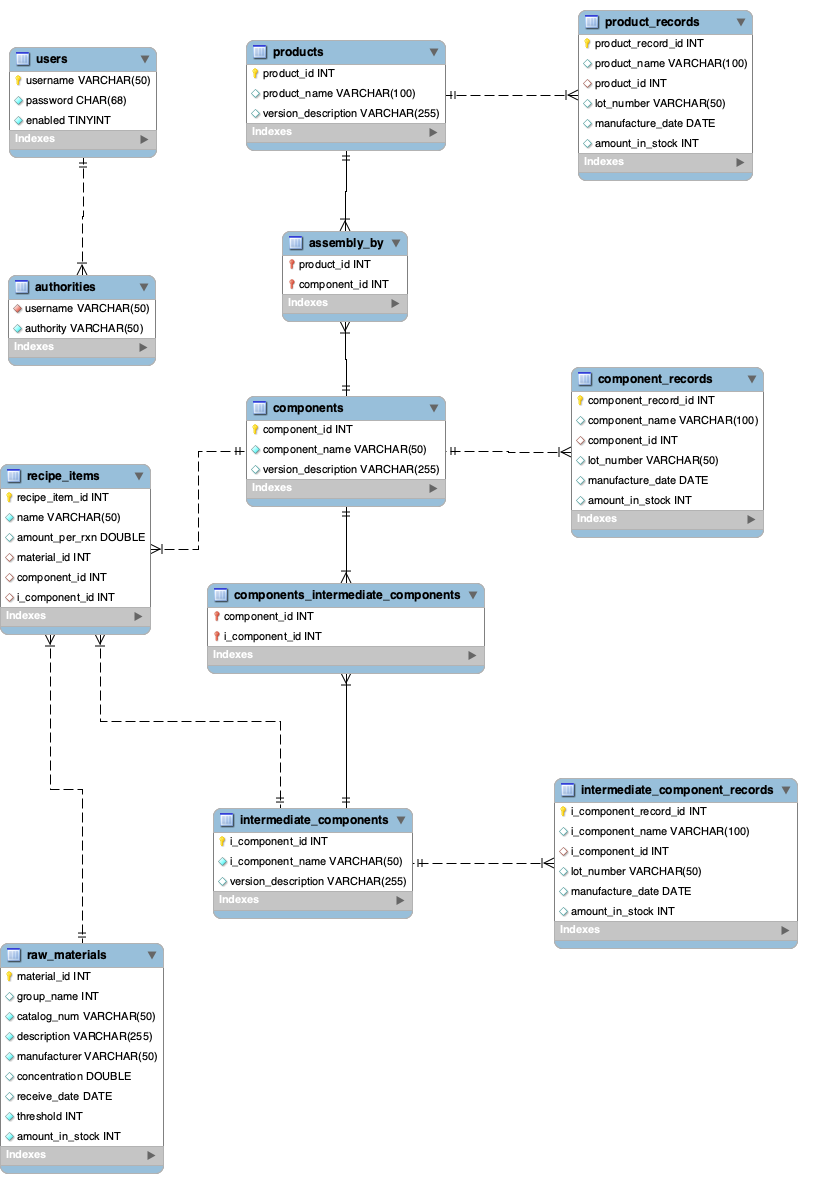 users
username VARCHAR(50)
password CHAR(68)
enabled TINYINT
Indexes
products
product_id INT
product_name VARCHAR(100)
version_description VARCHAR(255)
Indexes
product_records
product_record_id INT
product_name VARCHAR(100)
product_id INT
lot_number VARCHAR(50)
manufacture_date DATE
amount_in_stock INT
Indexes
authorities
username VARCHAR(50)
authority VARCHAR(50)
Indexes
assembly_by
product_id INT
component_id INT
Indexes
components
component_id INT
component_name VARCHAR(50)
version_description VARCHAR(255)
Indexes
component_records
component_record_id INT
component_name VARCHAR(100)
component_id INT
lot_number VARCHAR(50)
manufacture_date DATE
amount_in_stock INT
Indexes
recipe_items
recipe_item_id INT
name VARCHAR(50)
amount_per_rxn DOUBLE
material_id INT
component_id INT
i_component_id INT
Indexes
components_intermediate_components
component_id INT
i_component_id INT
Indexes
intermediate_components
i_component_id INT
i_component_name VARCHAR(50)
version_description VARCHAR(255)
Indexes
intermediate_component_records
i_component_record_id INT
i_component_name VARCHAR(100)
i_component_id INT
lot_number VARCHAR(50)
manufacture_date DATE
amount_in_stock INT
Indexes
raw_materials
material_id INT
group_name INT
catalog_num VARCHAR(50)
description VARCHAR(255)
manufacturer VARCHAR(50)
concentration DOUBLE
receive_date DATE
threshold INT
amount_in_stock INT
Indexes